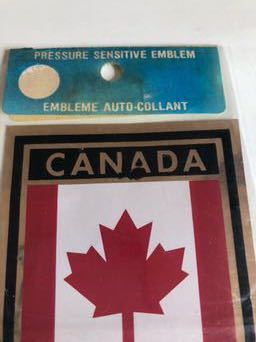 PRESSURE SENSITIVE EMBLEM
EMBLEME AUTO-COLLANT
CANADA